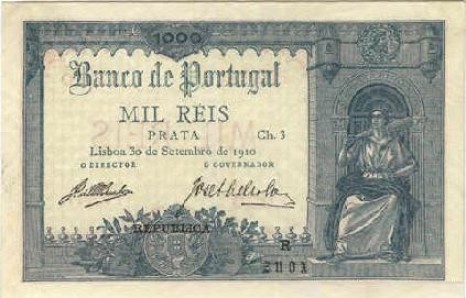 1000
Banco de Portugal
MIL REIS
PRATA Ch. 3
Lisboa 30 de Setembro de 1910
O DIRECTOR O GOVERNADOR
REPUBLICA
R